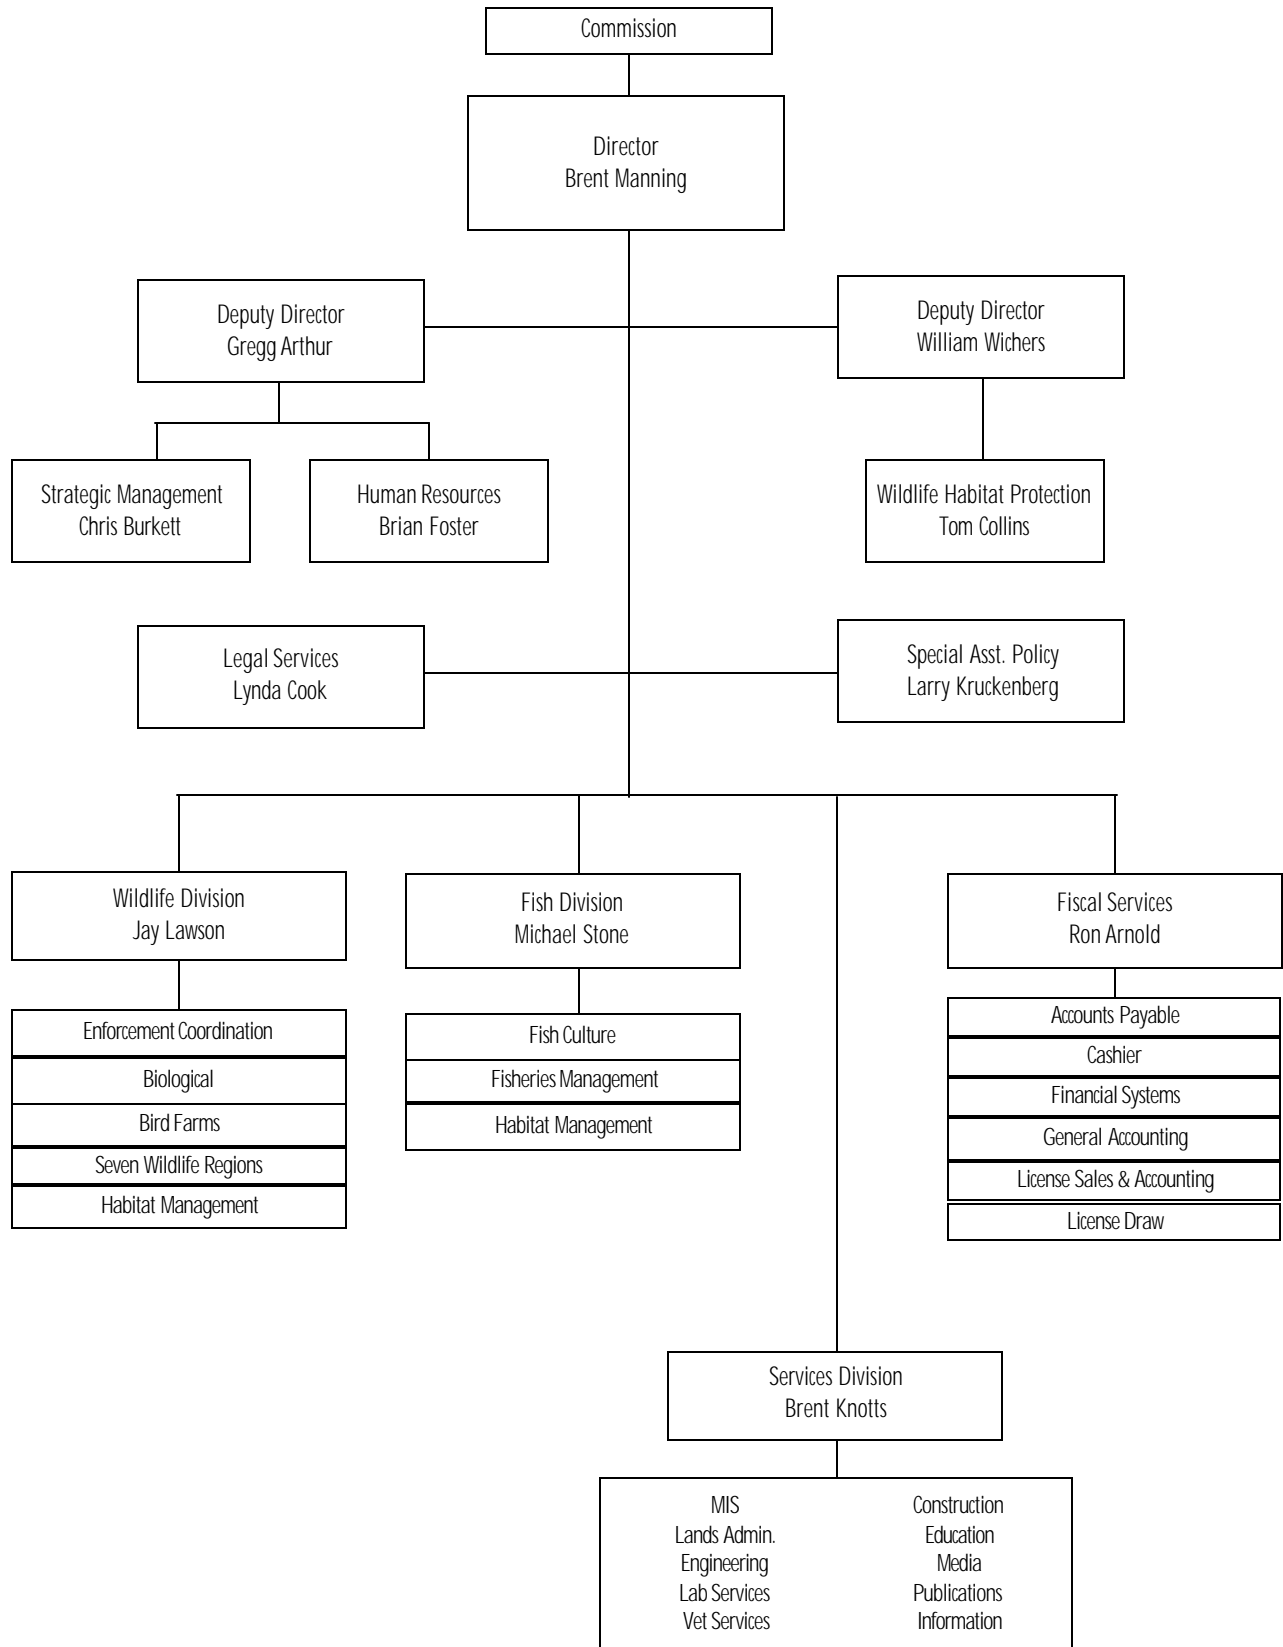 Commission
Director
Brent Manning
Deputy Director
Gregg Arthur
Deputy Director
William Wichers
Strategic Management
Chris Burkett
Human Resources
Brian Foster
Wildlife Habitat Protection
Tom Collins
Legal Services
Lynda Cook
Special Asst. Policy
Larry Kruckenberg
Wildlife Division
Jay Lawson
Enforcement Coordination
Biological
Bird Farms
Seven Wildlife Regions
Habitat Management
Fish Division
Michael Stone
Fish Culture
Fisheries Management
Habitat Management
Fiscal Services
Ron Arnold
Accounts Payable
Cashier
Financial Systems
General Accounting
License Sales & Accounting
License Draw
Services Division
Brent Knotts
MIS
Lands Admin.
Engineering
Lab Services
Vet Services
Construction
Education
Media
Publications
Information